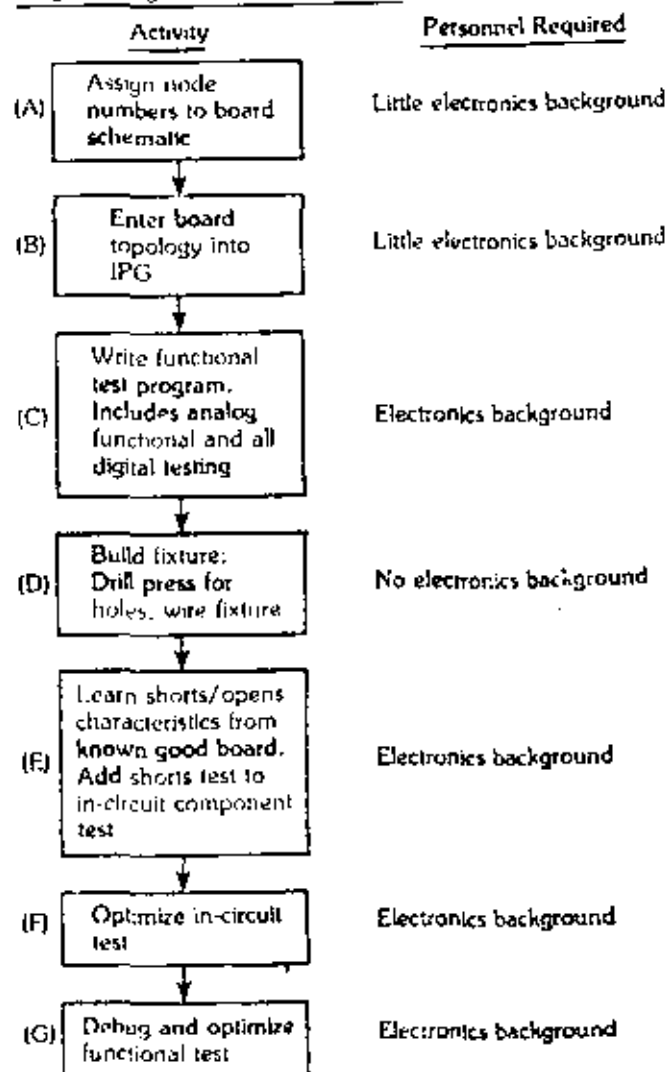 Activity
Personnel Required
(A)
Assign node
numbers to board
schematic
Little electronics background
(B)
Enter board
topology into
IPG
Little electronics background
(C)
Write functional
test program.
Includes analog
functional and all
digital testing
Electronics background
(D)
Build fixture:
Drill press for
holes, wire fixture
No electronics background
(E)
Learn shorts/opens
characteristics from
known good board.
Add shorts test to
in-circuit component
test
Electronics background
(F)
Optimize in-circuit
test
Electronics background
(G)
Debug and optimize
functional test
Electronics background